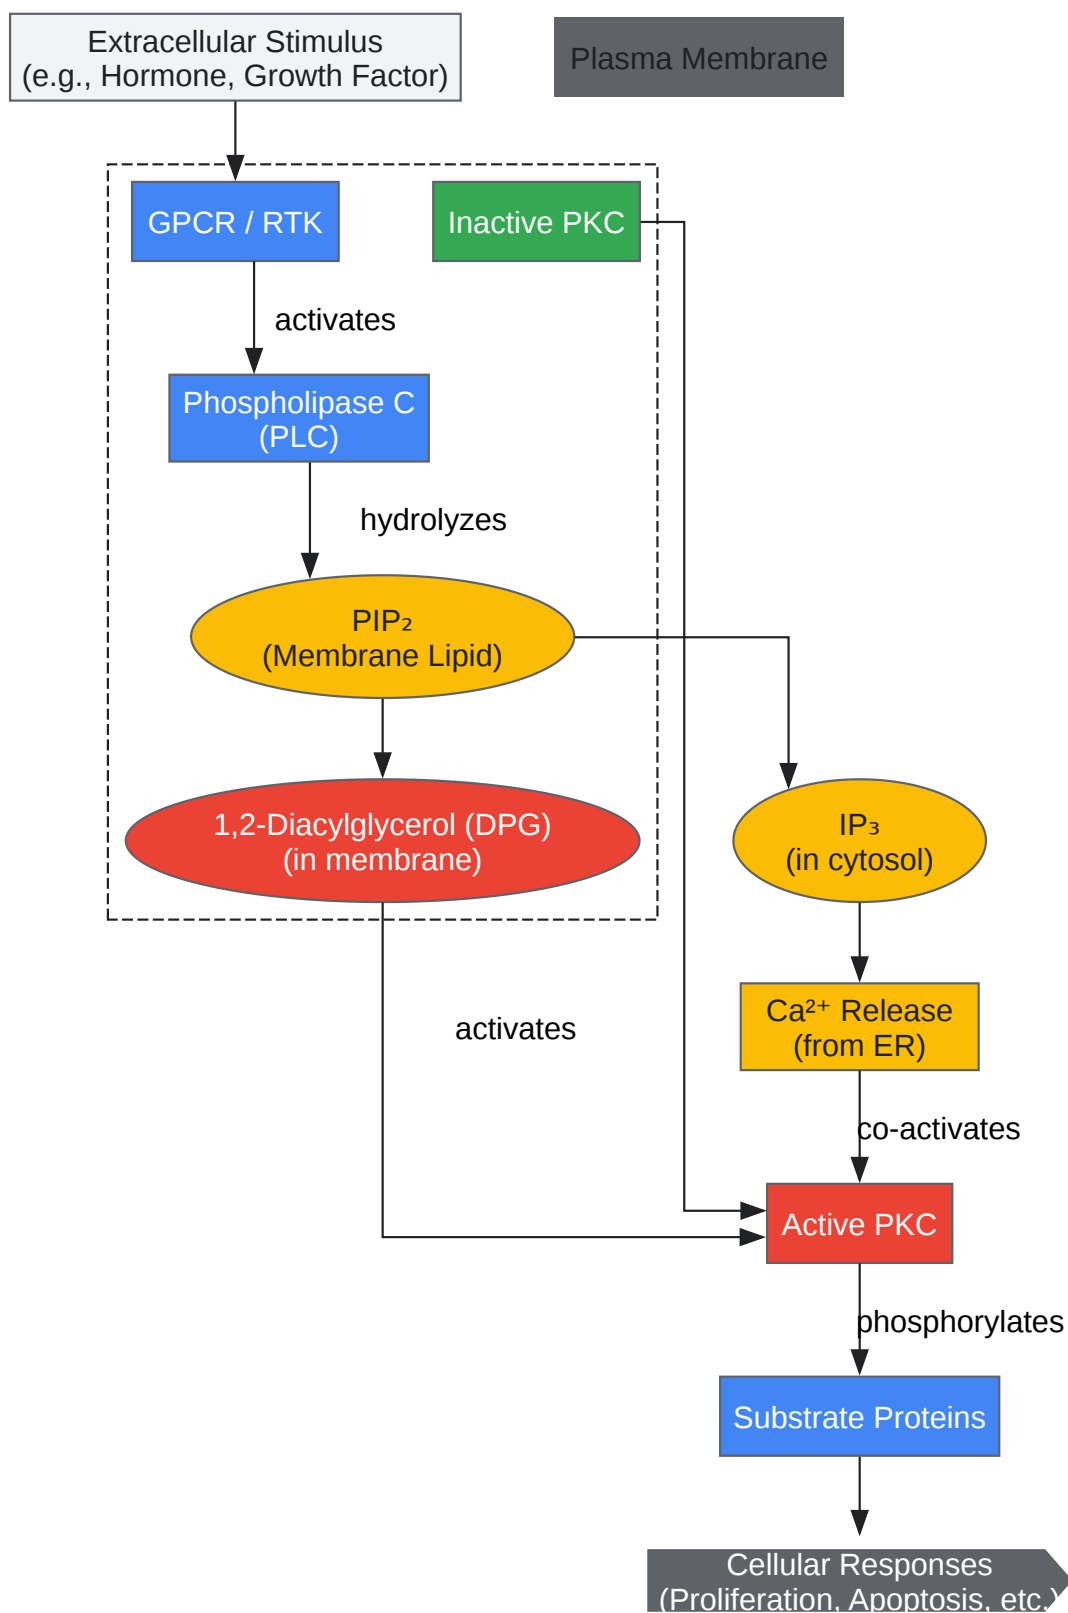 Extracellular Stimulus
(e.g., Hormone, Growth Factor)
Plasma Membrane
GPCR / RTK
Inactive PKC
activates
Phospholipase C
(PLC)
hydrolyzes
PIP₂
(Membrane Lipid)
1,2-Diacylglycerol (DPG)
(in membrane)
IP₃
(in cytosol)
Ca²⁺ Release
(from ER)
activates
co-activates
Active PKC
phosphorylates
Substrate Proteins
Cellular Responses
(Proliferation, Apoptosis, etc.)